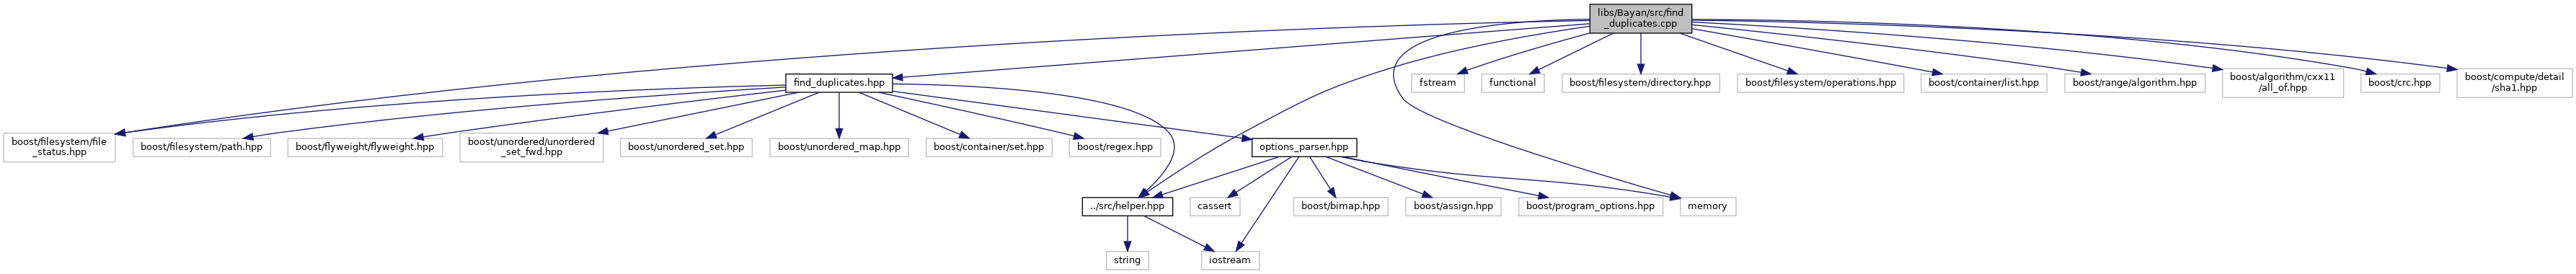 libs/Bayan/src/find
_duplicates.cpp
find_duplicates.hpp
fstream
functional
boost/filesystem/directory.hpp
boost/filesystem/operations.hpp
boost/container/list.hpp
boost/range/algorithm.hpp
boost/algorithm/cxx11
/all_of.hpp
boost/crc.hpp
boost/compute/detail
/sha1.hpp
boost/filesystem/file
_status.hpp
boost/filesystem/path.hpp
boost/flyweight/flyweight.hpp
boost/unordered/unordered
_set_fwd.hpp
boost/unordered_set.hpp
boost/unordered_map.hpp
boost/container/set.hpp
boost/regex.hpp
options_parser.hpp
../src/helper.hpp
cassert
boost/bimap.hpp
boost/assign.hpp
boost/program_options.hpp
memory
string
iostream